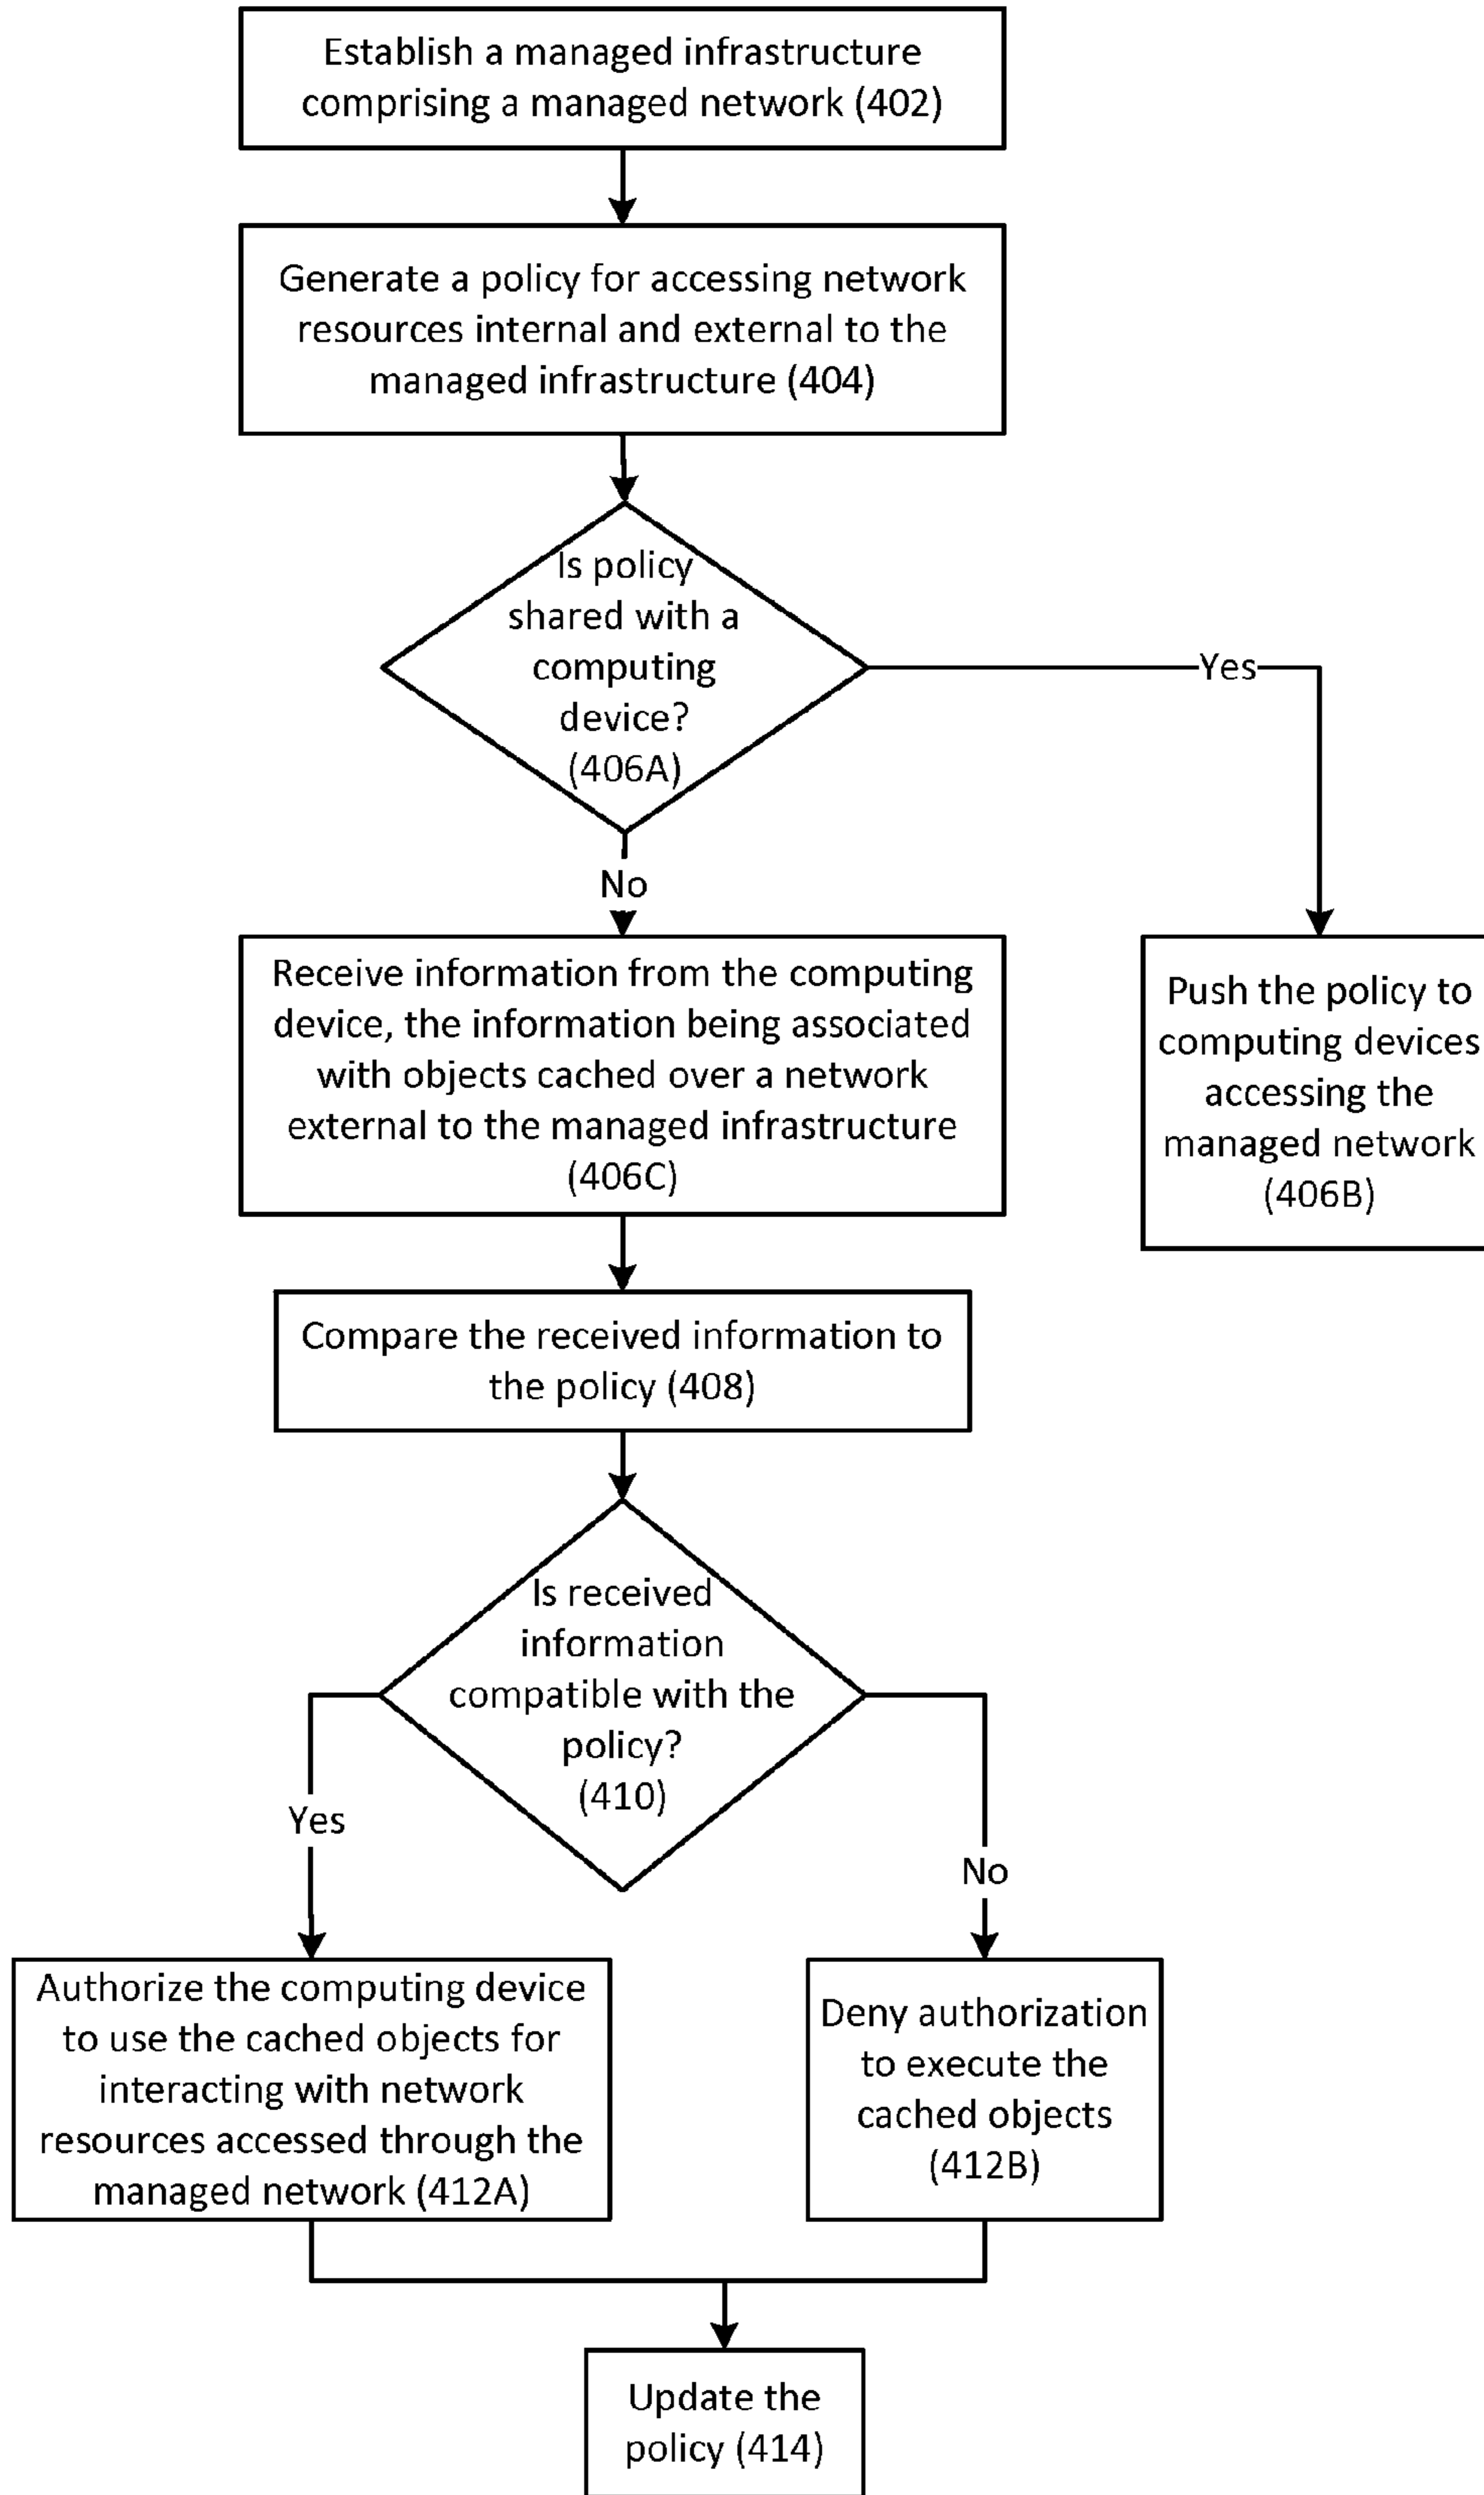 Establish a managed infrastructure
comprising a managed network (402)
Generate a policy for accessing network
resources internal and external to the
managed infrastructure (404)
Is policy
shared with a
computing
device?
(406A)
Yes
No
Receive information from the computing
device, the information being associated
with objects cached over a network
external to the managed infrastructure
(406C)
Push the policy to
computing devices
accessing the
managed network
(406B)
Compare the received information to
the policy (408)
Is received
information
compatible with the
policy?
(410)
Yes
No
Authorize the computing device
to use the cached objects for
interacting with network
resources accessed through the
managed network (412A)
Deny authorization
to execute the
cached objects
(412B)
Update the
policy (414)